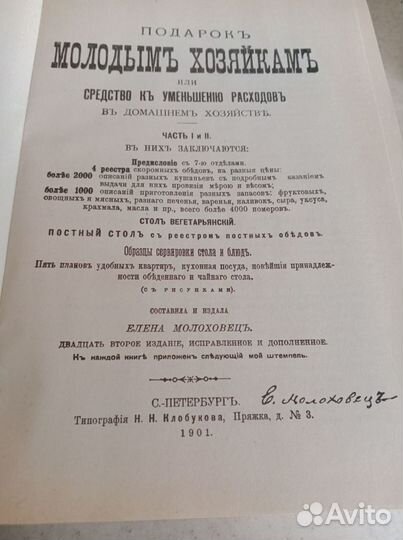 ПОДАРОКЪ
МОЛОДЫМЪ ХОЗЯЙКАМЪ
ИЛИ
СРЕДСТВО КЪ УМЕНЬШЕНІЮ РАСХОДОВЪ
ВЪ ДОМАШНЕМЪ ХОЗЯЙСТВѢ.
ЧАСТЬ I и II.
ВЪ НИХЪ ЗАКЛЮЧАЮТСЯ:
Предисловіе съ 7-ю отдѣлами.
4 реестра скоромныхъ обѣдовъ, на разныя цѣны:
болѣе 2000 описаній разныхъ кушаньевъ съ подробнымъ казаніемъ
выдачи для нихъ провизіи мѣрою и вѣсомъ;
болѣе 1000 описаній приготовленія разныхъ запасовъ: фруктовыхъ,
овощныхъ и мясныхъ, разнаго печенья, варенья, наливокъ, сыра, уксуса,
крахмала, масла и пр., всего болѣе 4000 номеровъ.
СТОЛЪ ВЕГЕТАРЬЯНСКІЙ.
ПОСТНЫЙ СТОЛЪ съ РЕЕСТРОМЪ ПОСТНЫХЪ ОБѢДОВЪ.
Образцы сервировки стола и блюдъ.
Пять плановъ удобныхъ квартиръ, кухонная посуда, новѣйшія принадлеж-
ности обѣденнаго и чайнаго стола.
(СЪ РИСУНКАМИ).
СОСТАВИЛА И ИЗДАЛА
ЕЛЕНА МОЛОХОВЕЦЪ.
ДВАДЦАТЬ ВТОРОЕ ИЗДАНІЕ, ИСПРАВЛЕННОЕ И ДОПОЛНЕННОЕ.
Къ каждой книгѣ приложенъ слѣдующій мой штемпель.
Е. Молоховецъ
С.-ПЕТЕРБУРГЪ.
Типографія Н. Н. Клобукова, Пряжка, д. № 3.
1901.
Avito